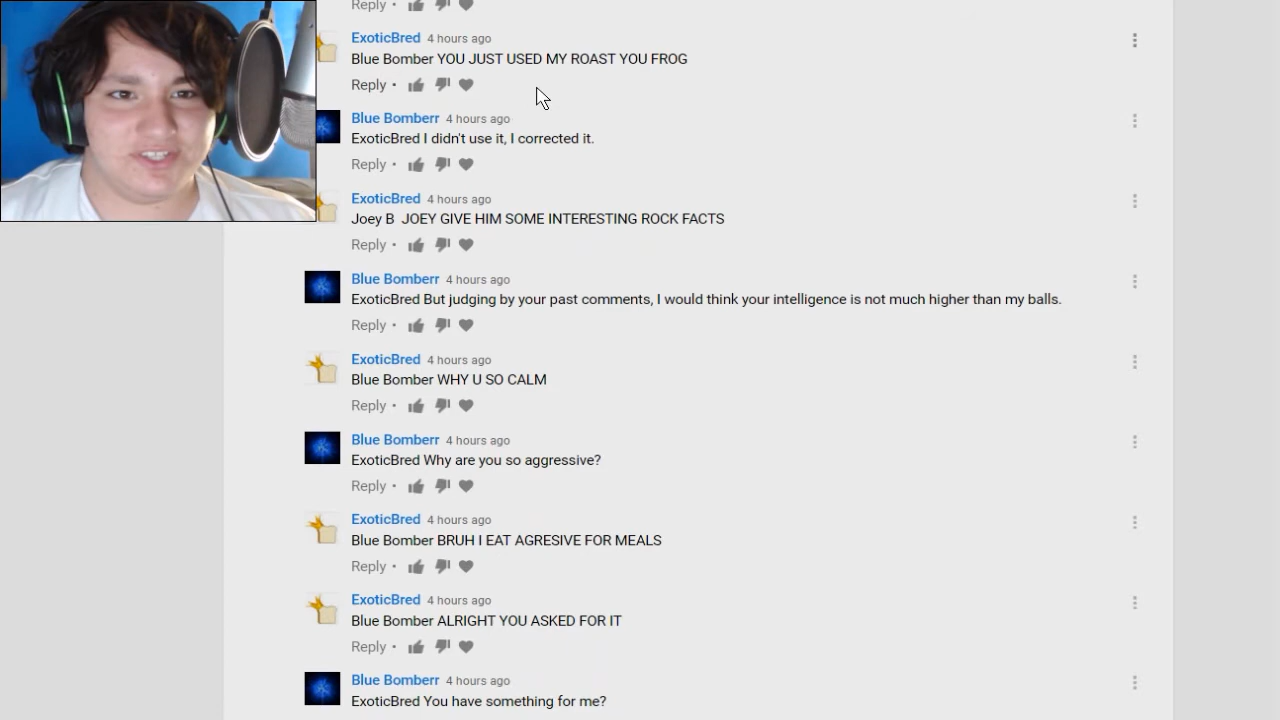 Reply
ExoticBred 4 hours ago
Blue Bomber YOU JUST USED MY ROAST YOU FROG
Reply •
Blue Bomberr 4 hours ago
ExoticBred I didn't use it, I corrected it.
Reply •
ExoticBred 4 hours ago
Joey B  JOEY GIVE HIM SOME INTERESTING ROCK FACTS
Reply •
Blue Bomberr 4 hours ago
ExoticBred But judging by your past comments, I would think your intelligence is not much higher than my balls.
Reply •
ExoticBred 4 hours ago
Blue Bomber WHY U SO CALM
Reply •
Blue Bomberr 4 hours ago
ExoticBred Why are you so aggressive?
Reply •
ExoticBred 4 hours ago
Blue Bomber BRUH I EAT AGRESIVE FOR MEALS
Reply •
ExoticBred 4 hours ago
Blue Bomber ALRIGHT YOU ASKED FOR IT
Reply •
Blue Bomberr 4 hours ago
ExoticBred You have something for me?